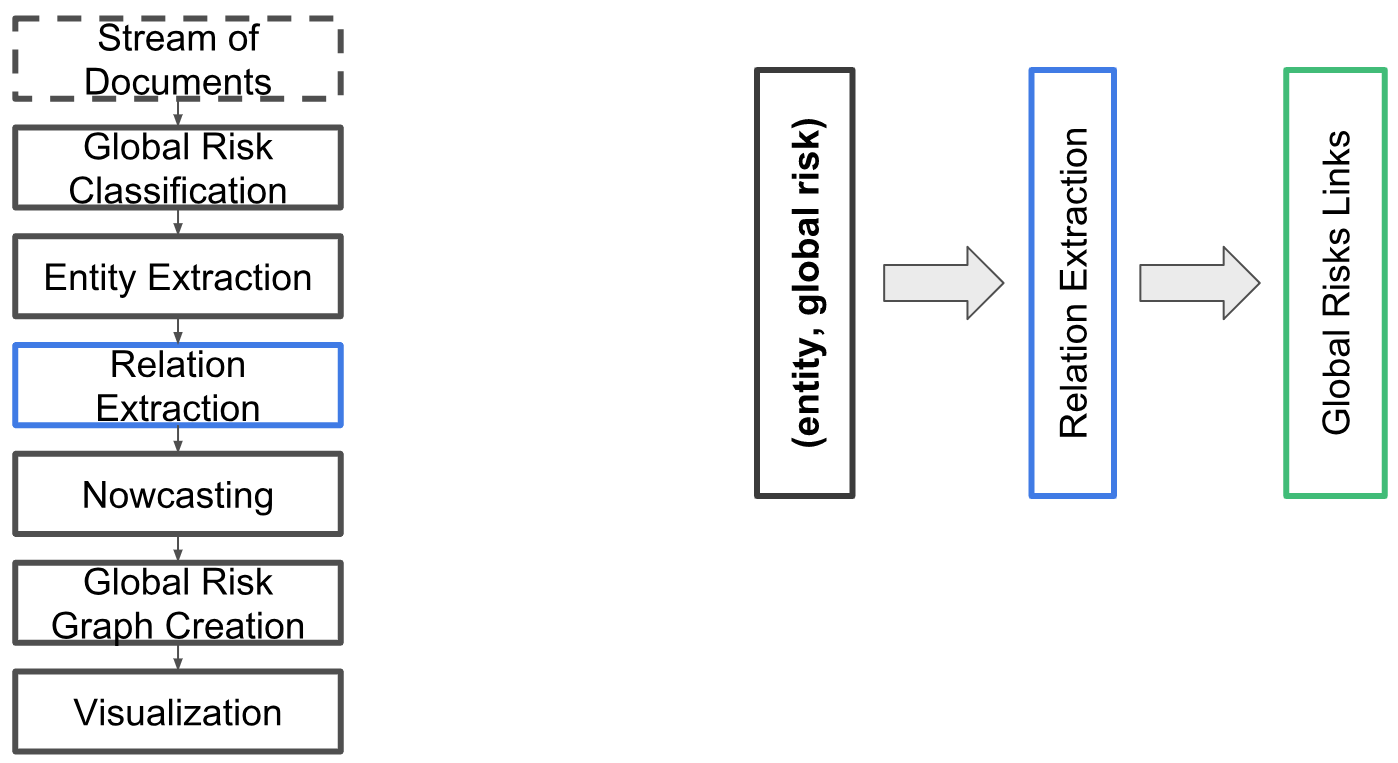 Stream of
Documents
Global Risk
Classification
Entity Extraction
Relation
Extraction
Nowcasting
Global Risk
Graph Creation
Visualization
(entity, global risk)
Relation Extraction
Global Risks Links